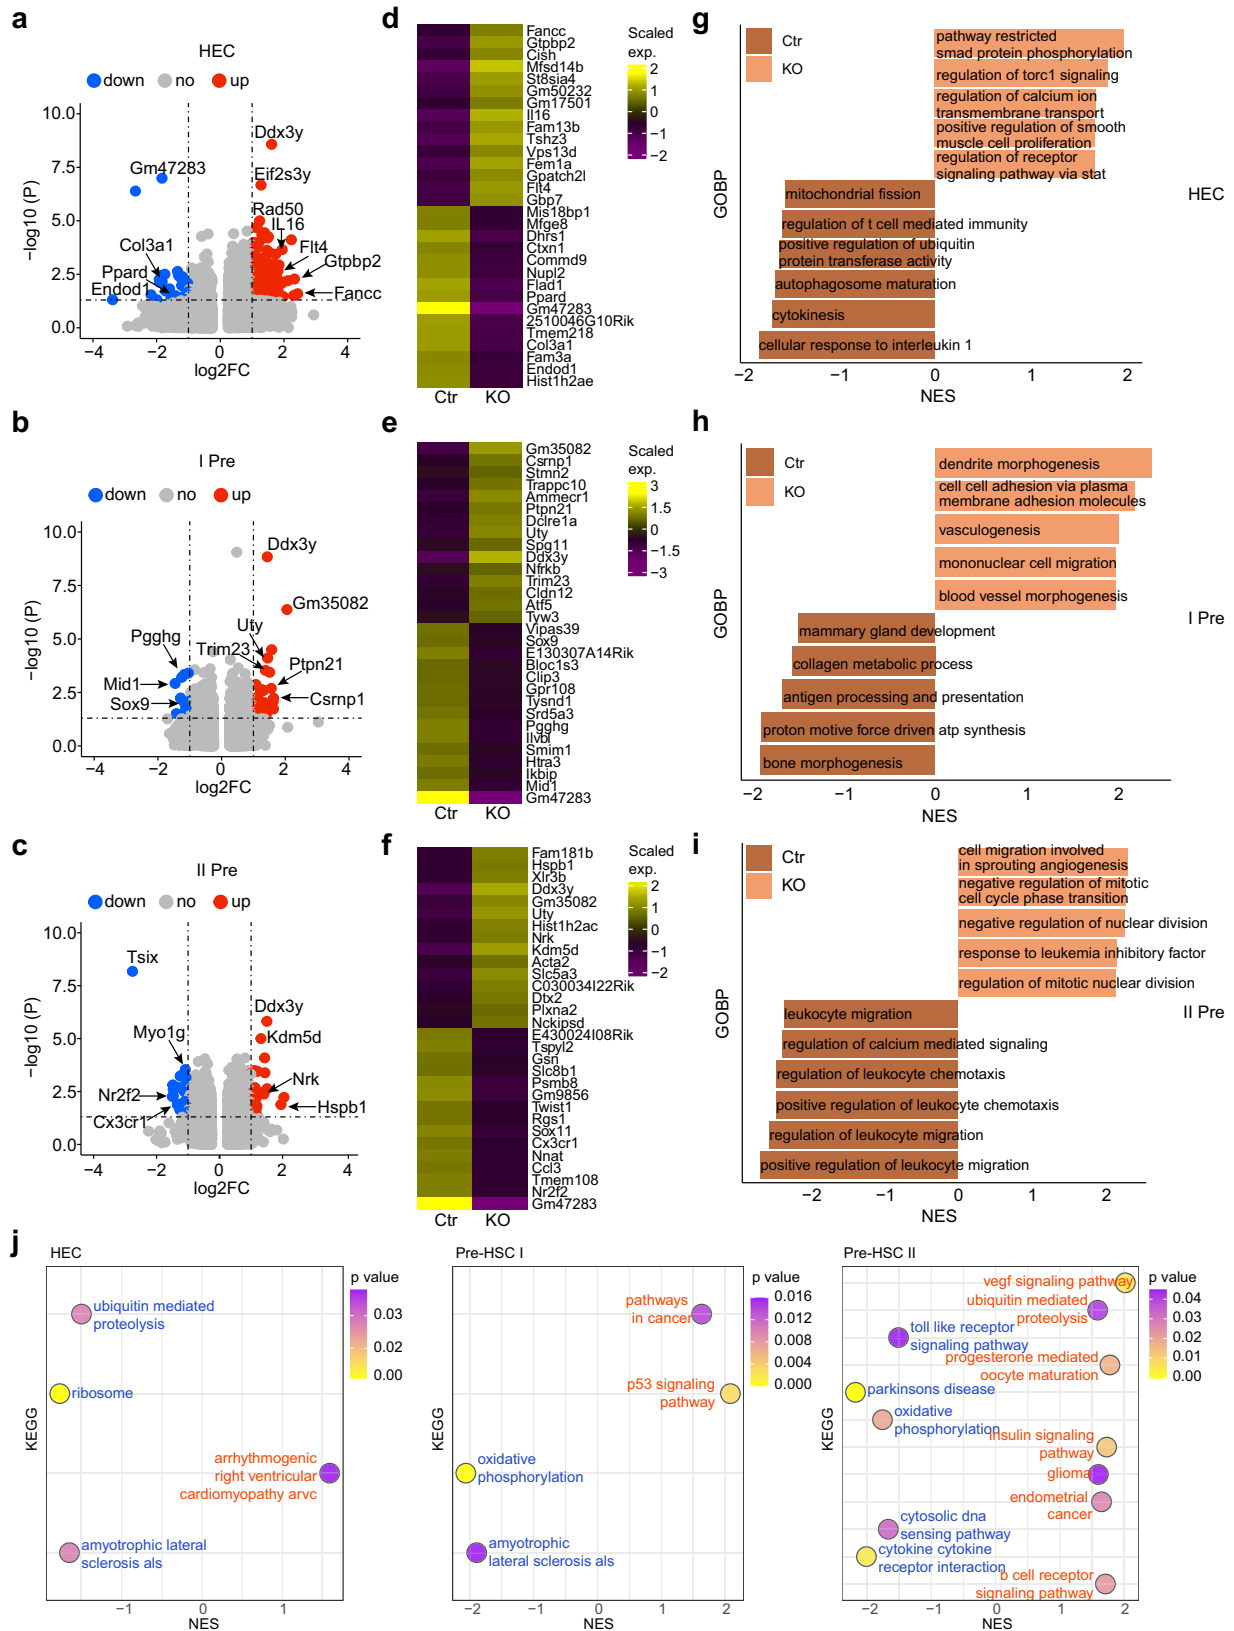 a
HEC
down no up
10.0
7.5
5.0
2.5
0.0
−log10 (P)
Ddx3y
Gm47283
Eif2s3y
Rad50
IL16
Col3a1
Flt4
Ppard
Gtpbp2
Endod1
Fancc
−4 −2 0 2 4
log2FC
b
I Pre
down no up
10.0
7.5
5.0
2.5
0.0
−log10 (P)
Ddx3y
Gm35082
Uty
Pgghg
Trim23
Ptpn21
Mid1
Sox9
Csrnp1
−4 −2 0 2 4
log2FC
c
II Pre
down no up
10.0
7.5
5.0
2.5
0.0
−log10 (P)
Tsix
Ddx3y
Myo1g
Kdm5d
Nr2f2
Nrk
Cx3cr1
Hspb1
−4 −2 0 2 4
log2FC
d
Fancc
Gtpbp2
Cish
Mfsd14b
St8sia4
Gm50232
Gm17501
Il16
Fam13b
Tshz3
Vps13d
Fem1a
Gpatch2l
Flt4
Gbp7
Mis18bp1
Mfge8
Dhrs1
Ctxn1
Commd9
Nupl2
Flad1
Ppard
Gm47283
2510046G10Rik
Tmem218
Col3a1
Fam3a
Endod1
Hist1h2ae
Ctr KO
Scaled
exp.
2
1
0
−1
−2
e
Gm35082
Csrnp1
Stmn2
Trappc10
Ammecr1
Ptpn21
Dclre1a
Uty
Spg11
Ddx3y
Nfrkb
Trim23
Cldn12
Atf5
Tyw3
Vipas39
Sox9
E130307A14Rik
Bloc1s3
Clip3
Gpr108
Tysnd1
Srd5a3
Pgghg
Ilvbl
Smim1
Htra3
Ikbip
Mid1
Gm47283
Ctr KO
Scaled
exp.
3
1.5
0
−1.5
−3
f
Fam181b
Hspb1
Xlr3b
Ddx3y
Gm35082
Uty
Hist1h2ac
Nrk
Kdm5d
Acta2
Slc5a3
C030034I22Rik
Dtx2
Plxna2
Nckipsd
E430024I08Rik
Tspyl2
Gsn
Slc8b1
Psmb8
Gm9856
Twist1
Rgs1
Sox11
Cx3cr1
Nnat
Ccl3
Tmem108
Nr2f2
Gm47283
Ctr KO
Scaled
exp.
2
1
0
−1
−2
g
Ctr
KO
pathway restricted
smad protein phosphorylation
regulation of torc1 signaling
regulation of calcium ion
transmembrane transport
positive regulation of smooth
muscle cell proliferation
regulation of receptor
signaling pathway via stat
mitochondrial fission
regulation of t cell mediated immunity
positive regulation of ubiquitin
protein transferase activity
autophagosome maturation
cytokinesis
cellular response to interleukin 1
GOBP
HEC
−2 −1 0 1 2
NES
h
Ctr
KO
dendrite morphogenesis
cell cell adhesion via plasma
membrane adhesion molecules
vasculogenesis
mononuclear cell migration
blood vessel morphogenesis
mammary gland development
collagen metabolic process
antigen processing and presentation
proton motive force driven atp synthesis
bone morphogenesis
GOBP
I Pre
−2 −1 0 1 2
NES
i
Ctr
KO
cell migration involved
in sprouting angiogenesis
negative regulation of mitotic
cell cycle phase transition
negative regulation of nuclear division
response to leukemia inhibitory factor
regulation of mitotic nuclear division
leukocyte migration
regulation of calcium mediated signaling
regulation of leukocyte chemotaxis
positive regulation of leukocyte chemotaxis
regulation of leukocyte migration
positive regulation of leukocyte migration
GOBP
II Pre
−2 −1 0 1 2
NES
j
HEC
ubiquitin mediated
proteolysis
ribosome
arrhythmogenic
right ventricular
cardiomyopathy arvc
amyotrophic lateral
sclerosis als
KEGG
−1 0 1
NES
p value
0.03
0.02
0.01
0.00
Pre-HSC I
pathways
in cancer
p53 signaling
pathway
oxidative
phosphorylation
amyotrophic
lateral sclerosis als
KEGG
−2 −1 0 1 2
NES
p value
0.016
0.012
0.008
0.004
0.000
Pre-HSC II
vegf signaling pathway
ubiquitin mediated
proteolysis
toll like receptor
signaling pathway
progesterone mediated
oocyte maturation
parkinsons disease
oxidative
phosphorylation
insulin signaling
pathway
glioma
endometrial
cancer
cytosolic dna
sensing pathway
cytokine cytokine
receptor interaction
b cell receptor
signaling pathway
KEGG
−2 −1 0 1 2
NES
p value
0.04
0.03
0.02
0.01
0.00